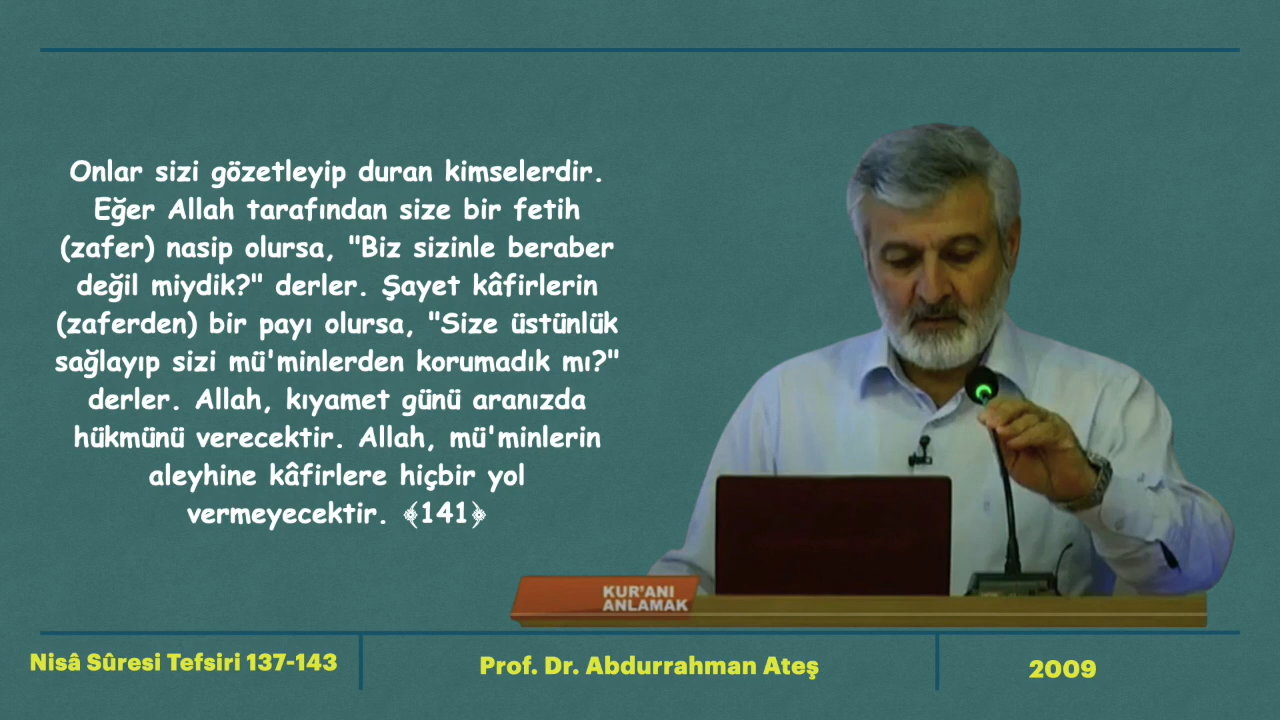 Onlar sizi gözetleyip duran kimselerdir.
Eğer Allah tarafından size bir fetih
(zafer) nasip olursa, "Biz sizinle beraber
değil miydik?" derler. Şayet kâfirlerin
(zaferden) bir payı olursa, "Size üstünlük
sağlayıp sizi mü'minlerden korumadık mı?"
derler. Allah, kıyamet günü aranızda
hükmünü verecektir. Allah, mü'minlerin
aleyhine kâfirlere hiçbir yol
vermeyecektir. ﴾141﴿
KUR'ANI
ANLAMAK
Nisâ Sûresi Tefsiri 137-143
Prof. Dr. Abdurrahman Ateş
2009